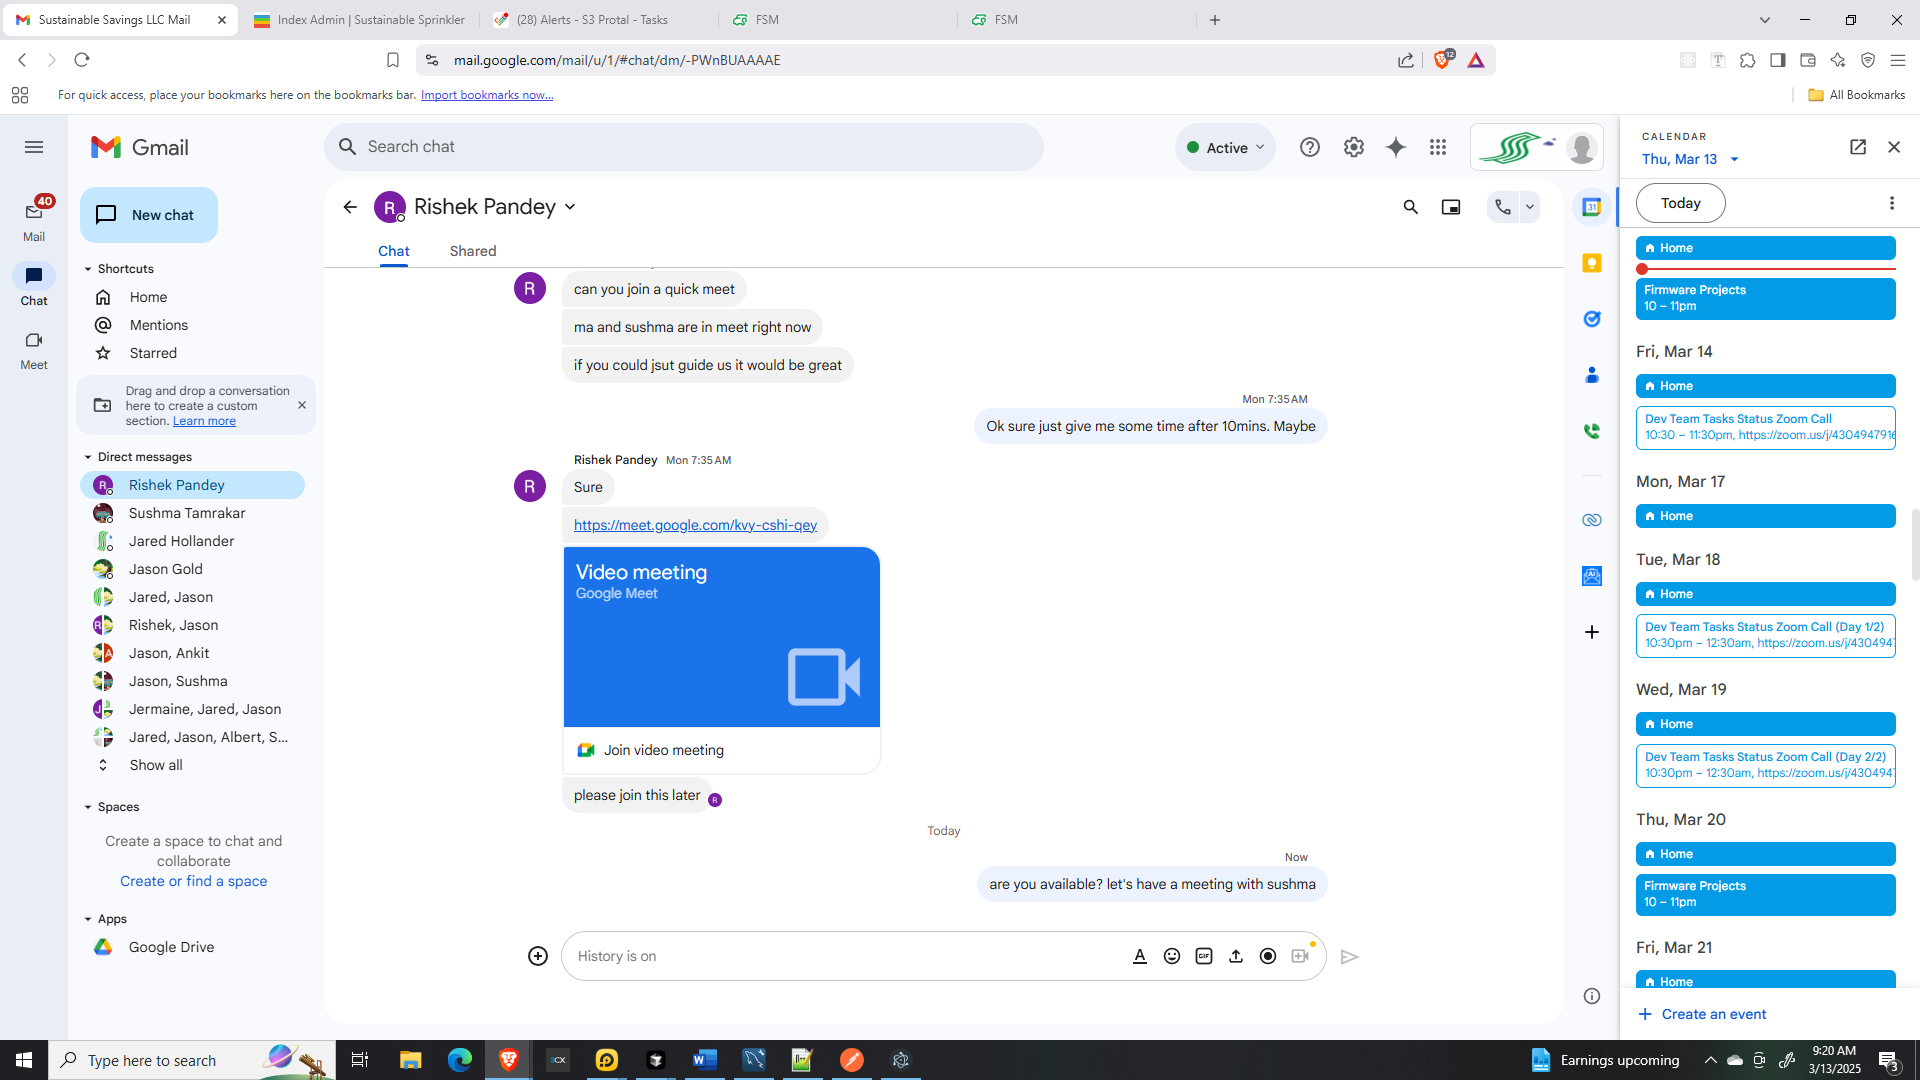 Sustainable Savings LLC Mail
Index Admin | Sustainable Sprinkler
(28) Alerts - S3 Protal - Tasks
FSM
FSM
mail.google.com/mail/u/1/#chat/dm/-PWnBUAAAAE
12
For quick access, place your bookmarks here on the bookmarks bar. Import bookmarks now...
All Bookmarks
Gmail
Search chat
Active
40
Mail
Chat
Meet
New chat
Shortcuts
Home
Mentions
Starred
Drag and drop a conversation
here to create a custom
section. Learn more
Direct messages
R Rishek Pandey
Sushma Tamrakar
Jared Hollander
Jason Gold
Jared, Jason
Rishek, Jason
Jason, Ankit
Jason, Sushma
Jermaine, Jared, Jason
Jared, Jason, Albert, S...
Show all
Spaces
Create a space to chat and
collaborate
Create or find a space
Apps
Google Drive
R Rishek Pandey
Chat
Shared
R
can you join a quick meet
ma and sushma are in meet right now
if you could jsut guide us it would be great
Mon 7:35 AM
Ok sure just give me some time after 10mins. Maybe
Rishek Pandey Mon 7:35 AM
R
Sure
https://meet.google.com/kvy-cshi-qey
Video meeting
Google Meet
Join video meeting
please join this later
R
Today
Now
are you available? let's have a meeting with sushma
History is on
GIF
CALENDAR
Thu, Mar 13
Today
31
Home
Firmware Projects
10 – 11pm
Fri, Mar 14
Home
Dev Team Tasks Status Zoom Call
10:30 – 11:30pm, https://zoom.us/j/4304947916
Mon, Mar 17
Home
Tue, Mar 18
Home
Dev Team Tasks Status Zoom Call (Day 1/2)
10:30pm – 12:30am, https://zoom.us/j/430494
Wed, Mar 19
Home
Dev Team Tasks Status Zoom Call (Day 2/2)
10:30pm – 12:30am, https://zoom.us/j/430494
Thu, Mar 20
Home
Firmware Projects
10 – 11pm
Fri, Mar 21
Home
Create an event
Type here to search
Earnings upcoming
9:20 AM
3/13/2025
3